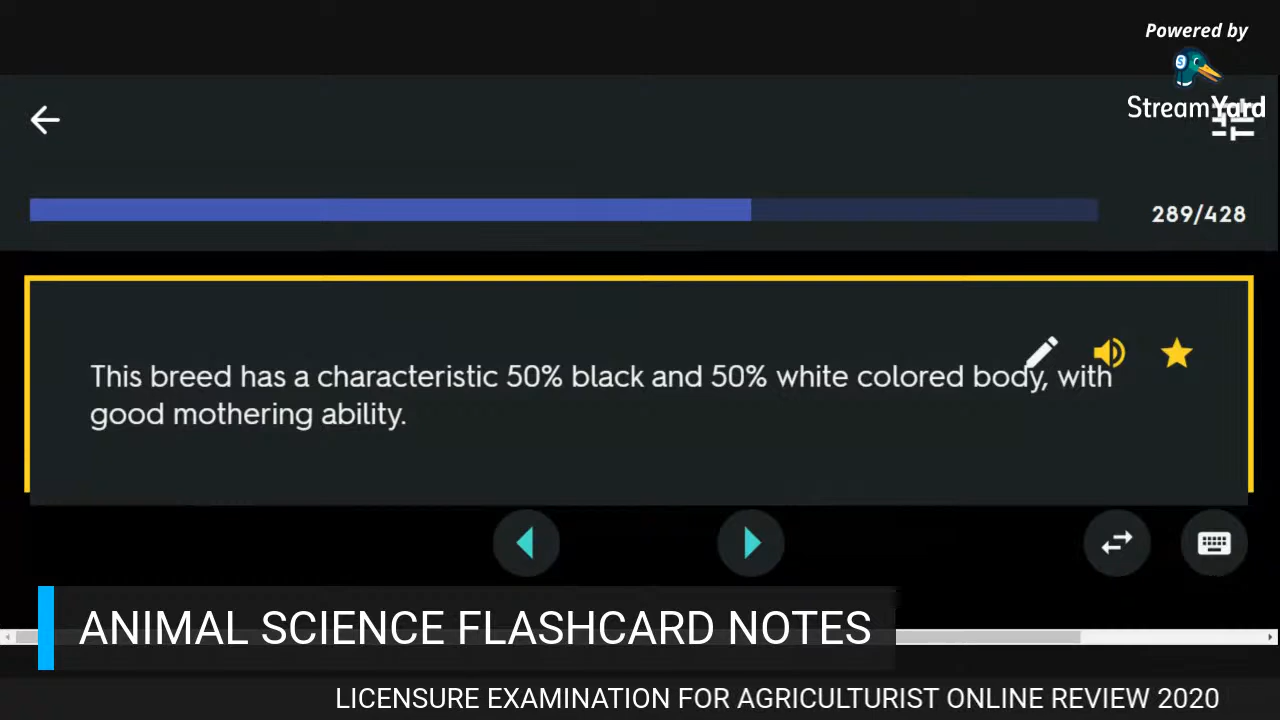 Powered by
StreamYard
289/428
This breed has a characteristic 50% black and 50% white colored body, with
good mothering ability.
ANIMAL SCIENCE FLASHCARD NOTES
LICENSURE EXAMINATION FOR AGRICULTURIST ONLINE REVIEW 2020